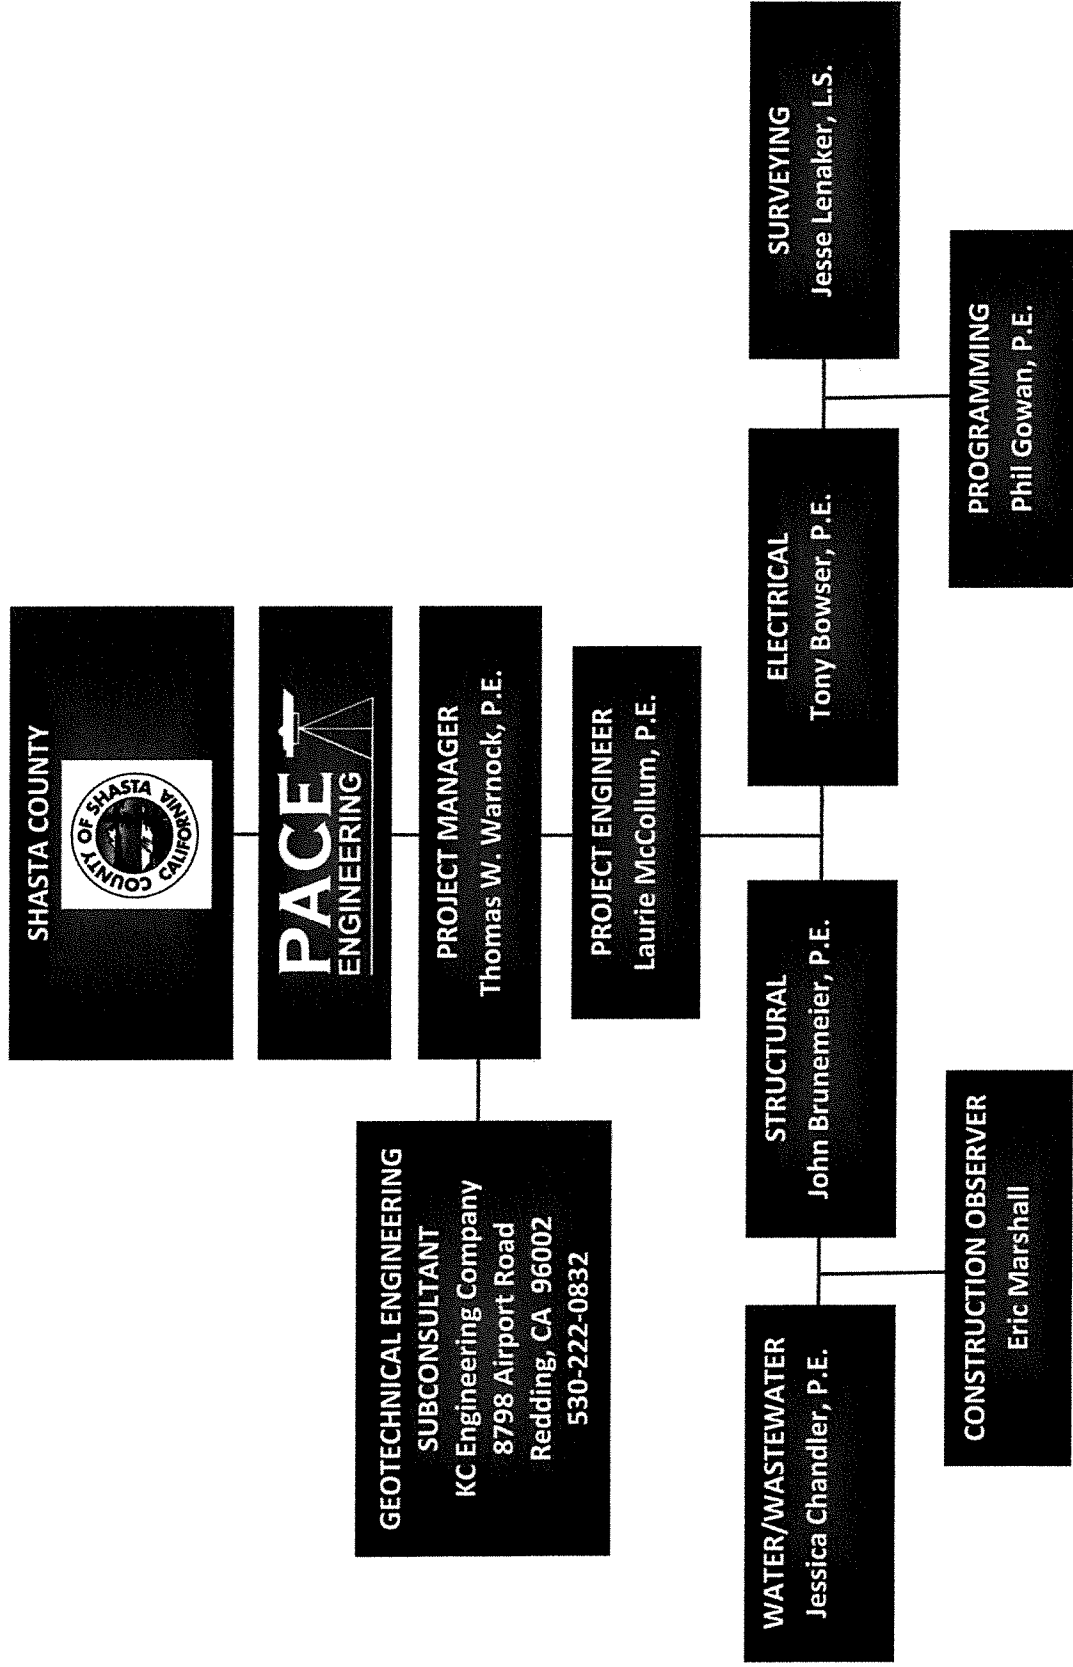 SHASTA COUNTY
COUNTY OF SHASTA
CALIFORNIA
PACE
ENGINEERING
PROJECT MANAGER
Thomas W. Warnock, P.E.
GEOTECHNICAL ENGINEERING
SUBCONSULTANT
KC Engineering Company
8798 Airport Road
Redding, CA 96002
530-222-0832
PROJECT ENGINEER
Laurie McCollum, P.E.
WATER/WASTEWATER
Jessica Chandler, P.E.
STRUCTURAL
John Brunemeier, P.E.
ELECTRICAL
Tony Bowser, P.E.
SURVEYING
Jesse Lenaker, L.S.
CONSTRUCTION OBSERVER
Eric Marshall
PROGRAMMING
Phil Gowan, P.E.